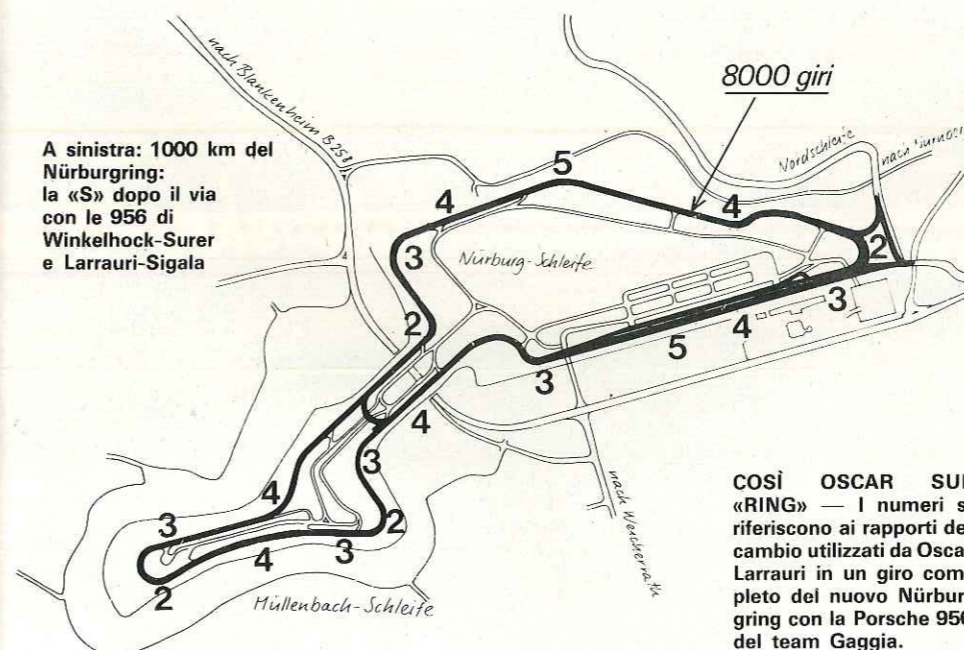 nach Blankenheim B258
8000 giri
A sinistra: 1000 km del
Nürburgring:
la «S» dopo il via
con le 956 di
Winkelhock-Surer
e Larrauri-Sigala
5
Nordschleife
4
4
2
3
Nürburg-Schleife
3
2
4
5
3
4
3
4
2
3
4
3
2
Müllenbach-Schleife
COSÌ OSCAR SUL
«RING» — I numeri s
riferiscono ai rapporti de
cambio utilizzati da Osca
Larrauri in un giro com-
pleto del nuovo Nürbur
gring con la Porsche 956
del team Gaggia.